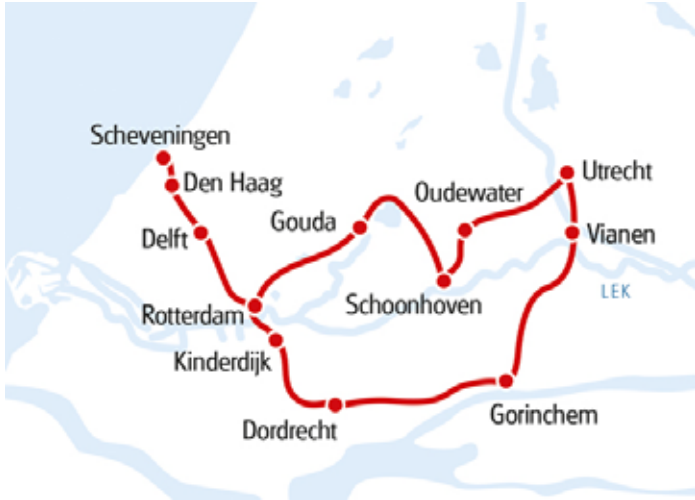 Scheveningen
Den Haag
Delft
Gouda
Oudewater
Utrecht
Vianen
LEK
Schoonhoven
Rotterdam
Kinderdijk
Dordrecht
Gorinchem